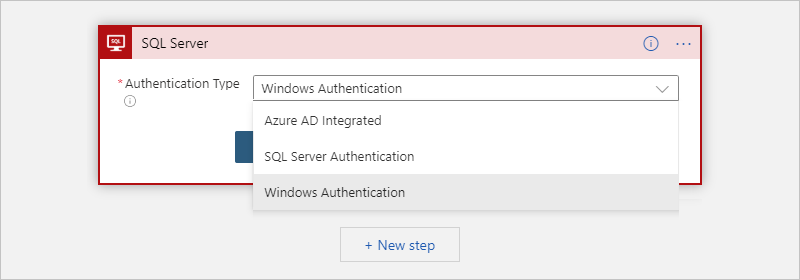 SQL
SQL Server
*Authentication Type
Windows Authentication
Azure AD Integrated
SQL Server Authentication
Windows Authentication
+ New step